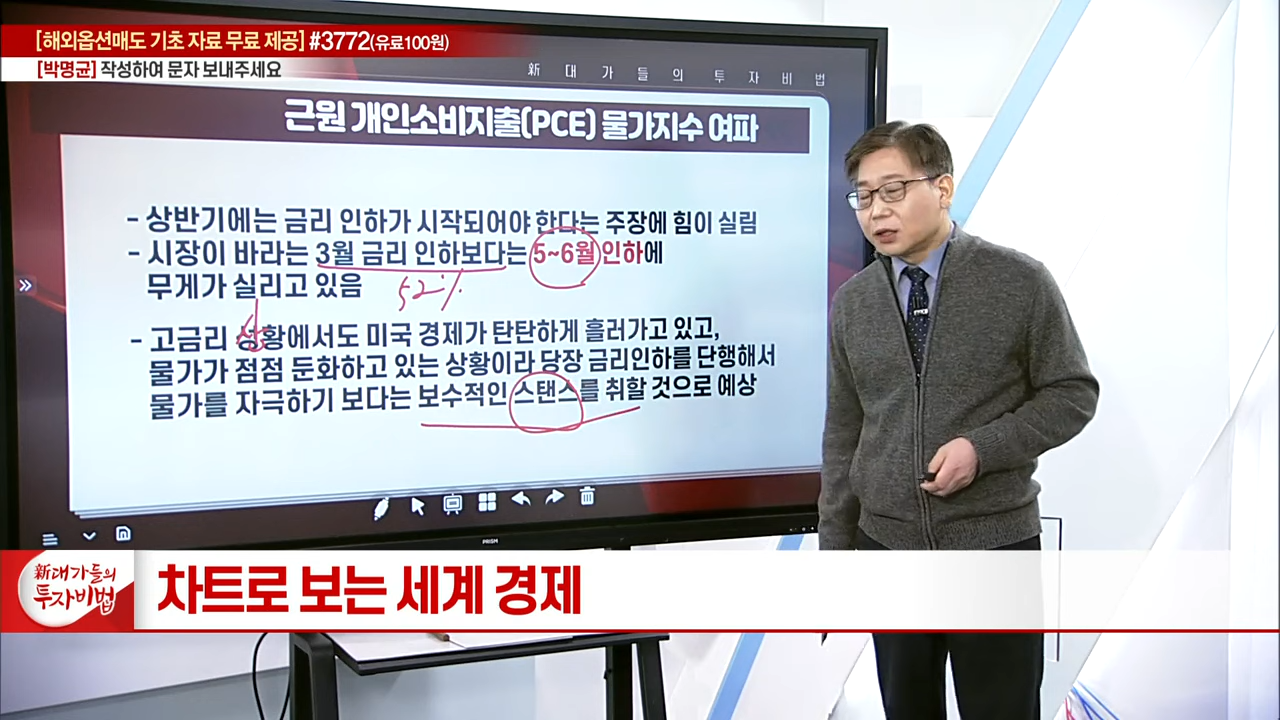 [해외옵션매도 기초 자료 무료 제공] #3772(유료100원)
[박명균] 작성하여 문자 보내주세요
新 대가들의 투자비법
근원 개인소비지출(PCE) 물가지수 여파
- 상반기에는 금리 인하가 시작되어야 한다는 주장에 힘이 실림
- 시장이 바라는 3월 금리 인하보다는 5~6월 인하에
무게가 실리고 있음
52%
상
- 고금리 상황에서도 미국 경제가 탄탄하게 흘러가고 있고,
물가가 점점 둔화하고 있는 상황이라 당장 금리인하를 단행해서
물가를 자극하기 보다는 보수적인 스탠스를 취할 것으로 예상
PRISM
新대가들의
투자비법
차트로 보는 세계 경제